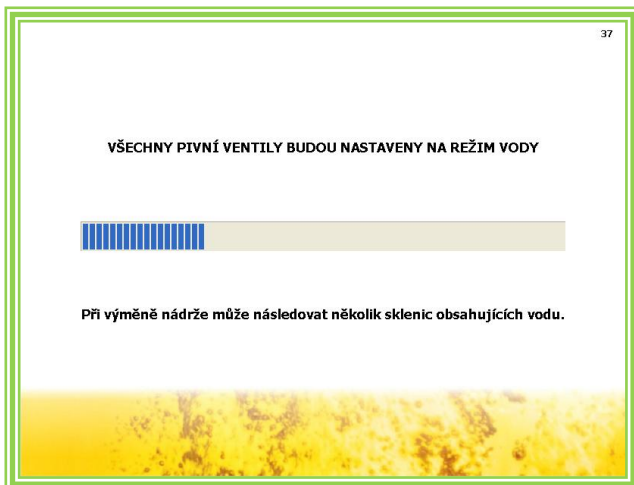 37
VŠECHNY PIVNÍ VENTILY BUDOU NASTAVENY NA REŽIM VODY
Při výměně nádrže může následovat několik sklenic obsahujících vodu.